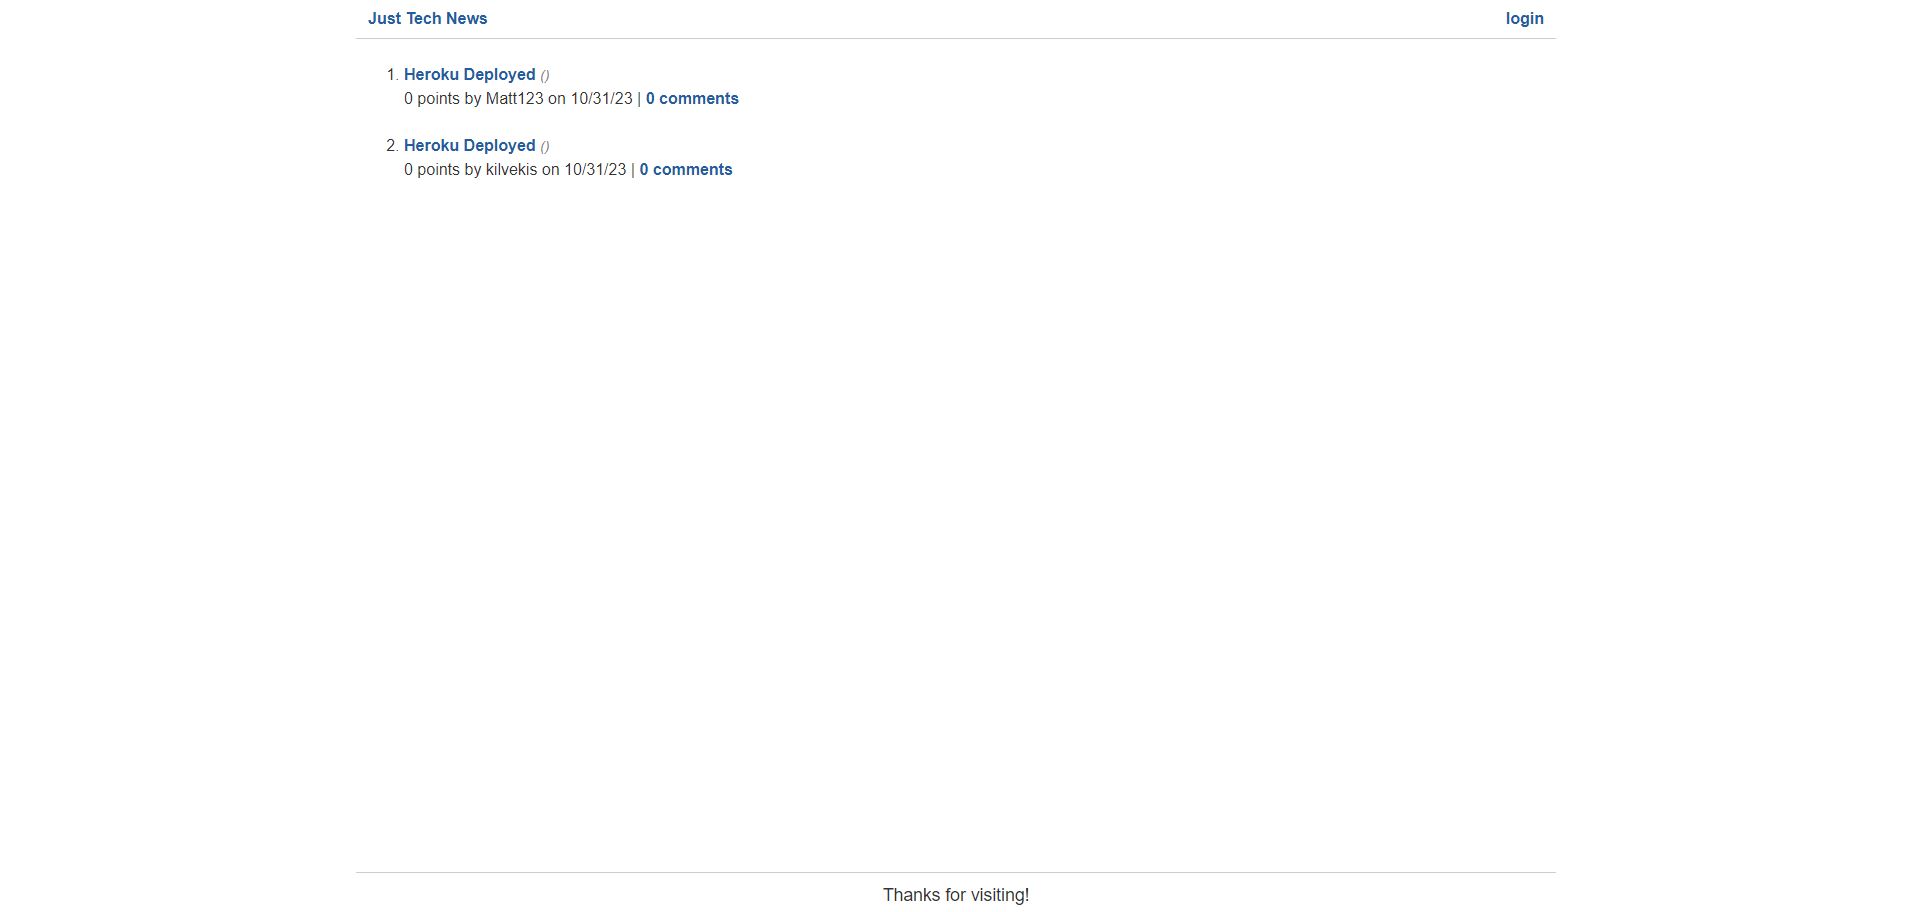 Just Tech News login
1. Heroku Deployed ()
0 points by Matt123 on 10/31/23 | 0 comments
2. Heroku Deployed ()
0 points by kilvekis on 10/31/23 | 0 comments
Thanks for visiting!